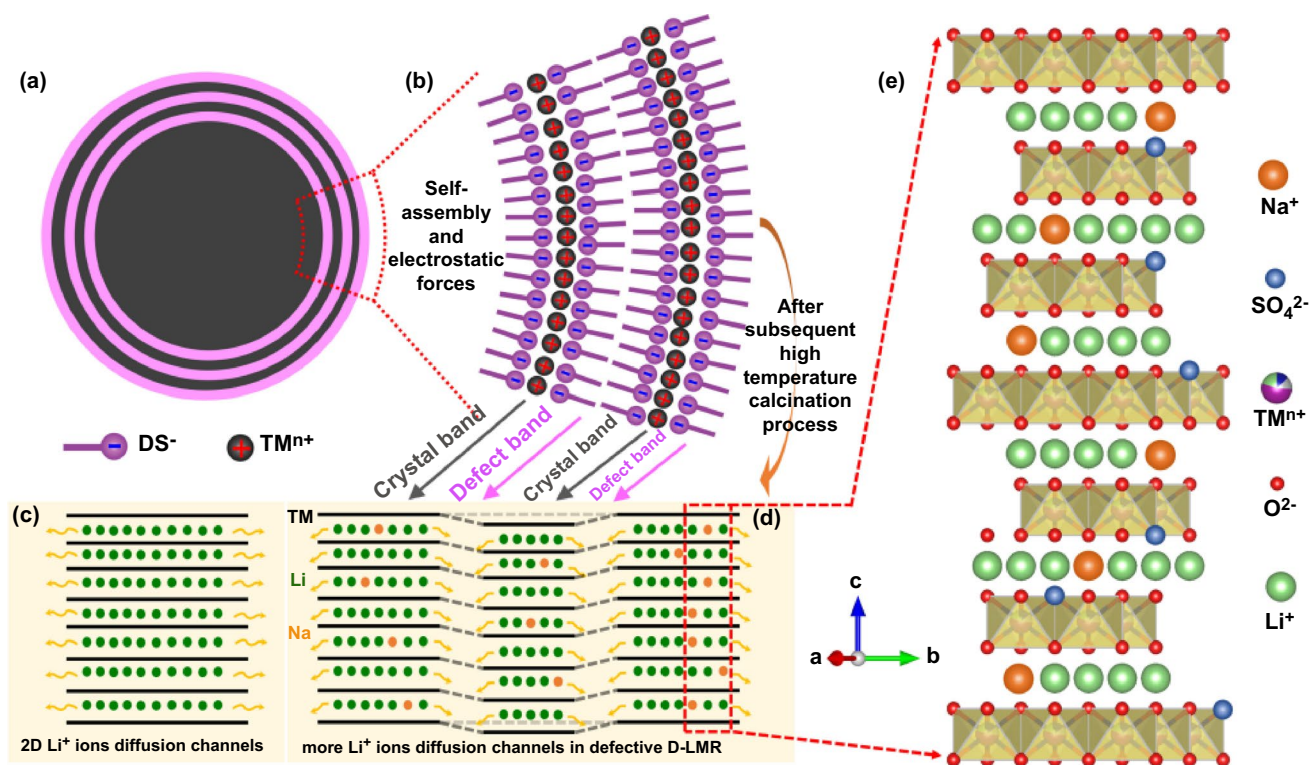 (a)
(b)
(e)
Self-
assembly
and
electrostatic
forces
After
subsequent
high
temperature
calcination
process
DS-
TMⁿ⁺
Crystal band
Defect band
Crystal band
Defect band
(c)
2D Li⁺ ions diffusion channels
TM
Li
Na
(d)
more Li⁺ ions diffusion channels in defective D-LMR
c
a
b
Na⁺
SO₄²⁻
TMⁿ⁺
O²⁻
Li⁺